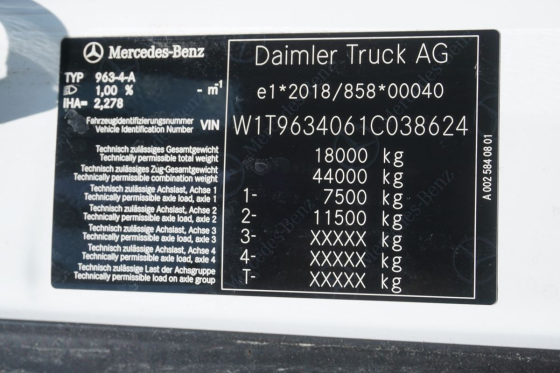 Mercedes-Benz
TYP 963-4-A
1,00 % - m⁻¹
iHA= 2,278
Fahrzeugidentifizierungsnummer
Vehicle Identification Number VIN
Technisch zulässiges Gesamtgewicht
Technically permissible total weight
Technisch zulässiges Zug-Gesamtgewicht
Technically permissible combination weight
Technisch zulässige Achslast, Achse 1
Technically permissible axle load, axle 1
Technisch zulässige Achslast, Achse 2
Technically permissible axle load, axle 2
Technisch zulässige Achslast, Achse 3
Technically permissible axle load, axle 3
Technisch zulässige Achslast, Achse 4
Technically permissible axle load, axle 4
Technisch zulässige Last der Achsgruppe
Technically permissible load on axle group
Daimler Truck AG
e1*2018/858*00040
W1T9634061C038624
18000 kg
44000 kg
1- 7500 kg
2- 11500 kg
3- XXXXX kg
4- XXXXX kg
T- XXXXX kg
A 002 584 08 01